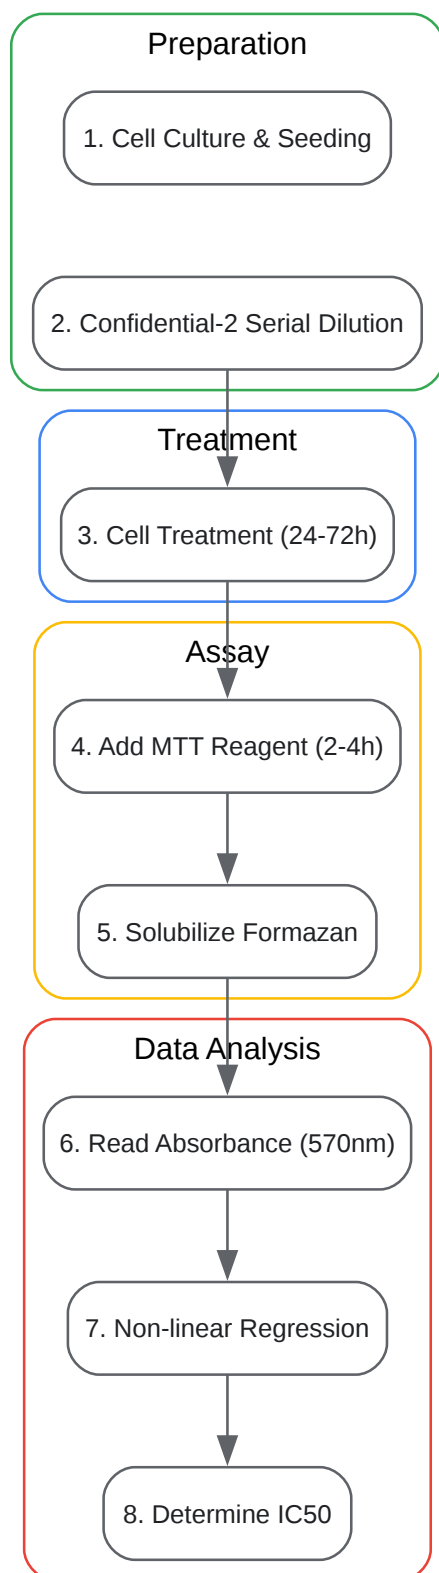 Preparation
1. Cell Culture & Seeding
2. Confidential-2 Serial Dilution
Treatment
3. Cell Treatment (24-72h)
Assay
4. Add MTT Reagent (2-4h)
5. Solubilize Formazan
Data Analysis
6. Read Absorbance (570nm)
7. Non-linear Regression
8. Determine IC50